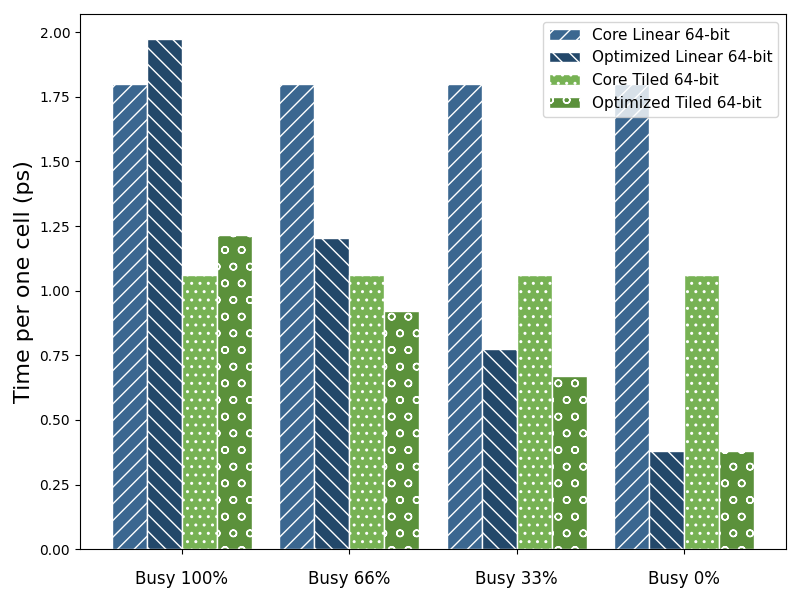 Time per one cell (ps)
2.00
1.75
1.50
1.25
1.00
0.75
0.50
0.25
0.00
Core Linear 64-bit
Optimized Linear 64-bit
Core Tiled 64-bit
Optimized Tiled 64-bit
Busy 100%
Busy 66%
Busy 33%
Busy 0%